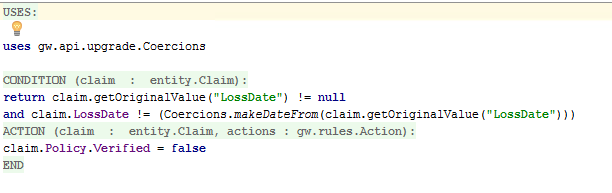 USES:
uses gw.api.upgrade.Coercions
CONDITION (claim : entity.Claim):
return claim.getOriginalValue("LossDate") != null
and claim.LossDate != (Coercions.makeDateFrom(claim.getOriginalValue("LossDate")))
ACTION (claim : entity.Claim, actions : gw.rules.Action):
claim.Policy.Verified = false
END